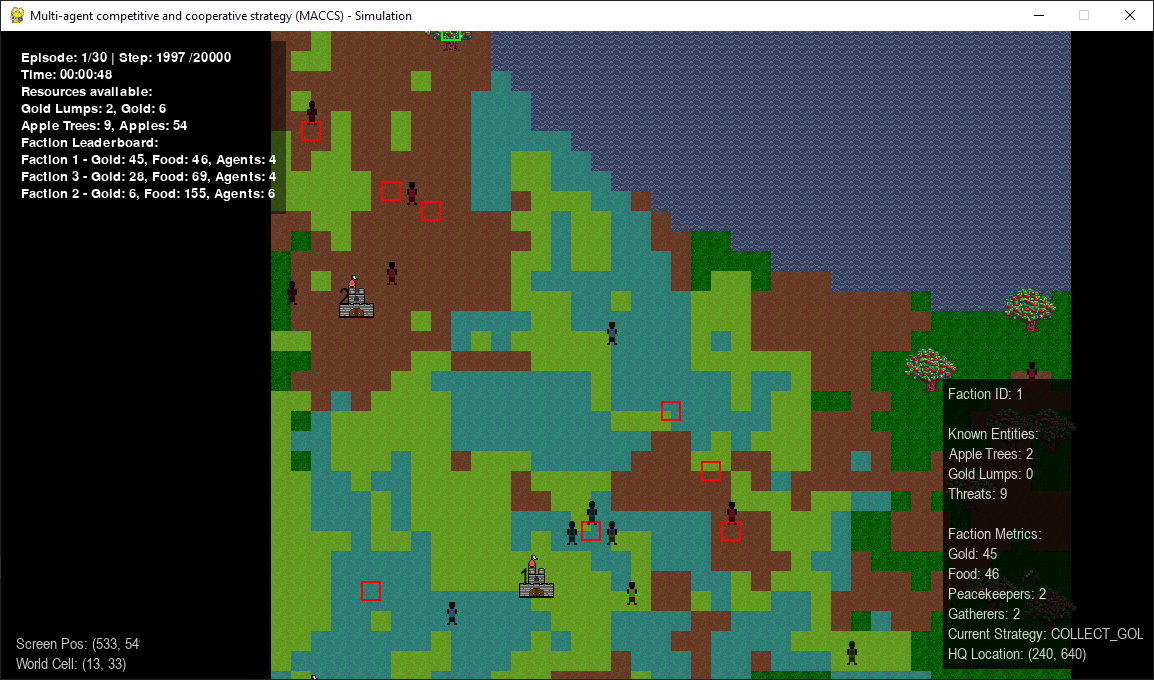 Multi-agent competitive and cooperative strategy (MACCS) - Simulation
Episode: 1/30 | Step: 1997 /20000
Time: 00:00:48
Resources available:
Gold Lumps: 2, Gold: 6
Apple Trees: 9, Apples: 54
Faction Leaderboard:
Faction 1 - Gold: 45, Food: 46, Agents: 4
Faction 3 - Gold: 28, Food: 69, Agents: 4
Faction 2 - Gold: 6, Food: 155, Agents: 6
2
1
Faction ID: 1
Known Entities:
Apple Trees: 2
Gold Lumps: 0
Threats: 9
Faction Metrics:
Gold: 45
Food: 46
Peacekeepers: 2
Gatherers: 2
Current Strategy: COLLECT_GOL
HQ Location: (240, 640)
Screen Pos: (533, 54
World Cell: (13, 33)